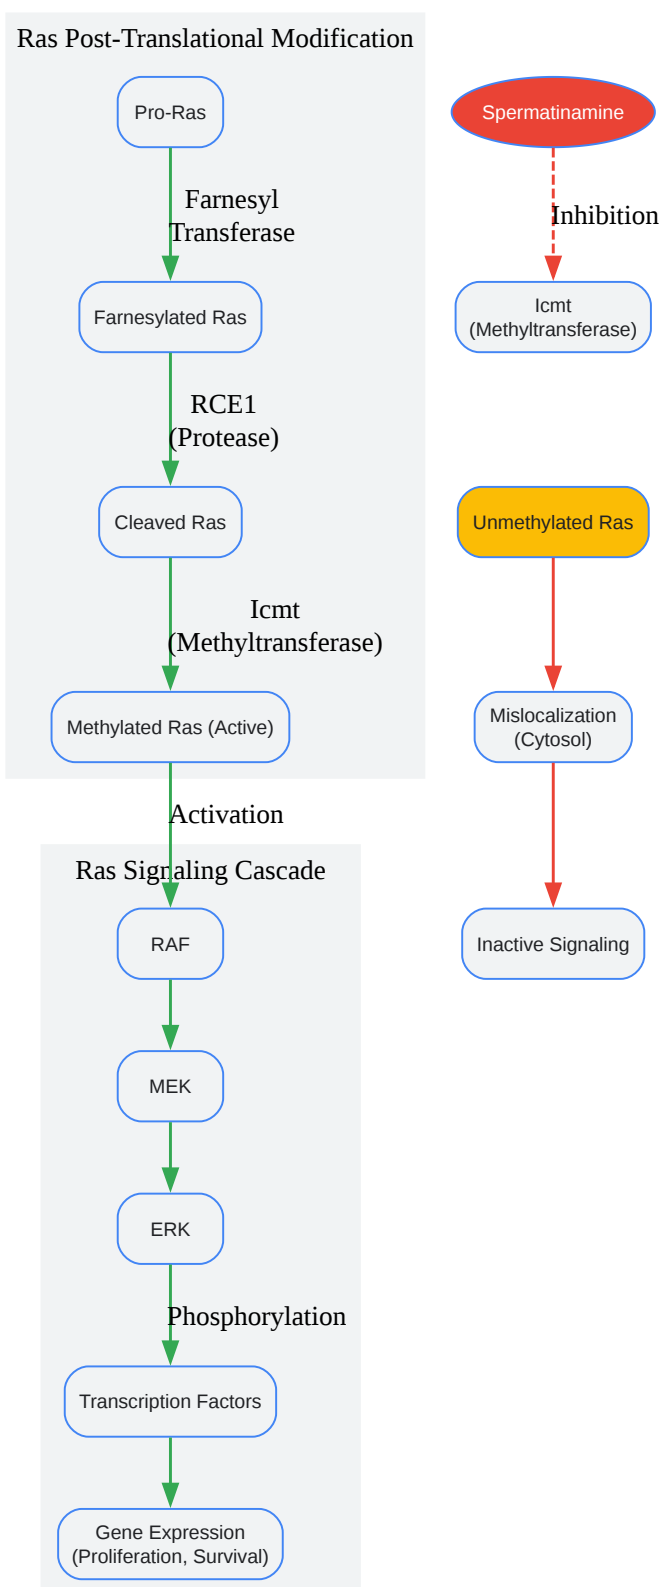 Ras Post-Translational Modification
Pro-Ras
Farnesyl
Transferase
Farnesylated Ras
RCE1
(Protease)
Cleaved Ras
Icmt
(Methyltransferase)
Methylated Ras (Active)
Activation
Ras Signaling Cascade
RAF
MEK
ERK
Phosphorylation
Transcription Factors
Gene Expression
(Proliferation, Survival)
Spermatinamine
Inhibition
Icmt
(Methyltransferase)
Unmethylated Ras
Mislocalization
(Cytosol)
Inactive Signaling